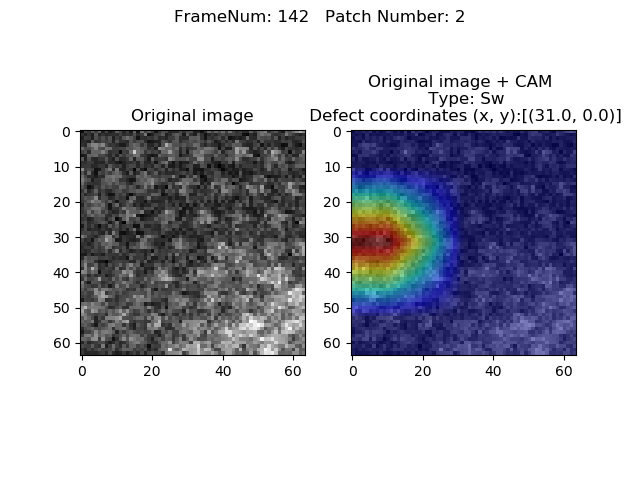 FrameNum: 142   Patch Number: 2
Original image
0
10
20
30
40
50
60
0 20 40 60
Original image + CAM
Type: Sw
Defect coordinates (x, y):[(31.0, 0.0)]
0
10
20
30
40
50
60
0 20 40 60